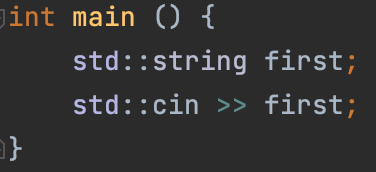 int main () {
    std::string first;
    std::cin >> first;
}